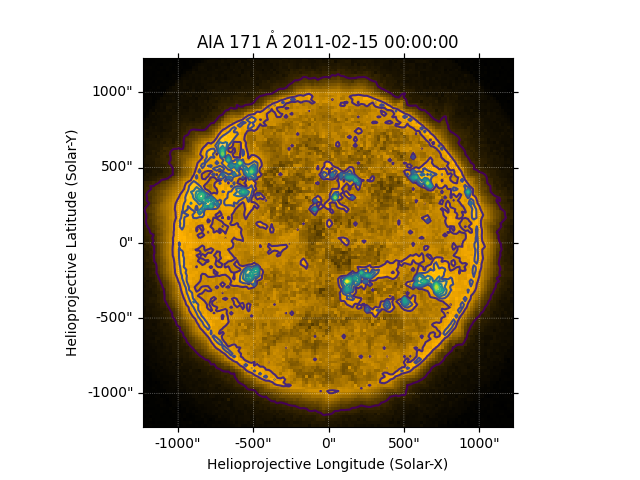 AIA 171 Å 2011-02-15 00:00:00
1000"
500"
0"
-500"
-1000"
Helioprojective Latitude (Solar-Y)
-1000" -500" 0" 500" 1000"
Helioprojective Longitude (Solar-X)